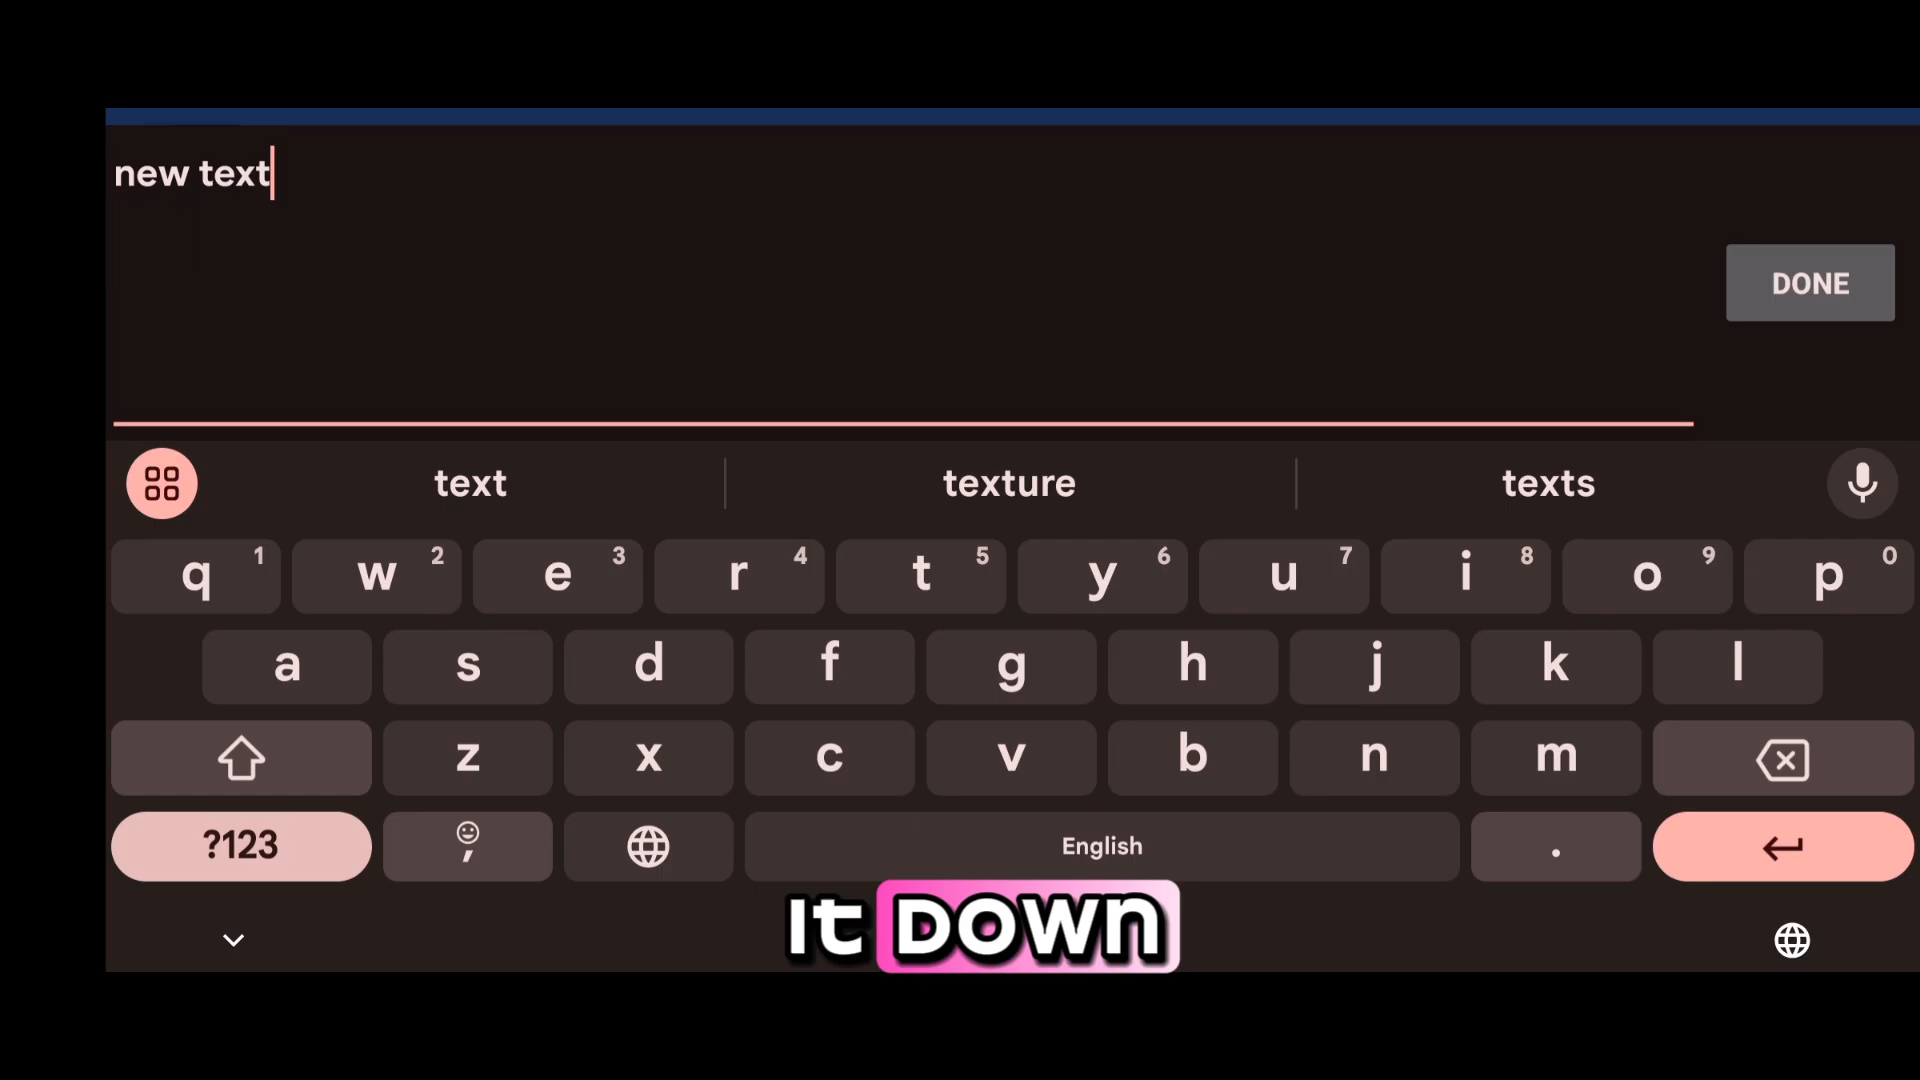 new text
DONE
text texture texts
q 1 w 2 e 3 r 4 t 5 y 6 u 7 i 8 o 9 p 0
a s d f g h j k l
z x c v b n m
?123 , English .
IT DOWN